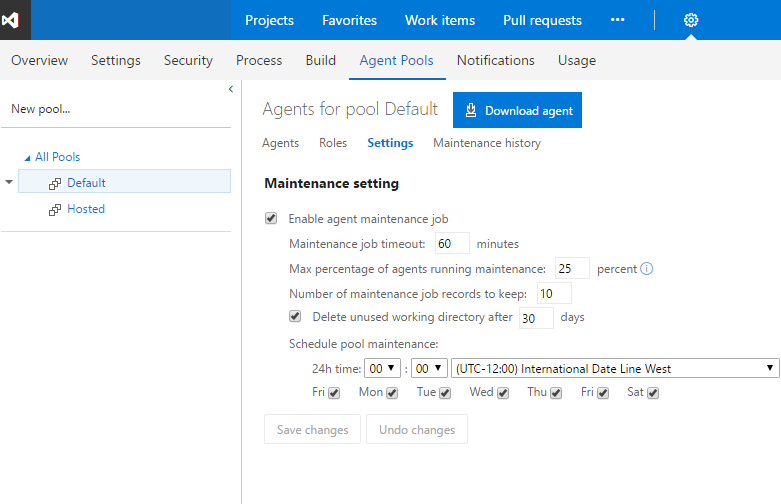 Projects Favorites Work items Pull requests ...
Overview Settings Security Process Build Agent Pools Notifications Usage
New pool...
All Pools
Default
Hosted
Agents for pool Default Download agent
Agents Roles Settings Maintenance history
Maintenance setting
Enable agent maintenance job
Maintenance job timeout: 60 minutes
Max percentage of agents running maintenance: 25 percent
Number of maintenance job records to keep: 10
Delete unused working directory after 30 days
Schedule pool maintenance:
24h time: 00 : 00 (UTC-12:00) International Date Line West
Fri Mon Tue Wed Thu Fri Sat
Save changes Undo changes